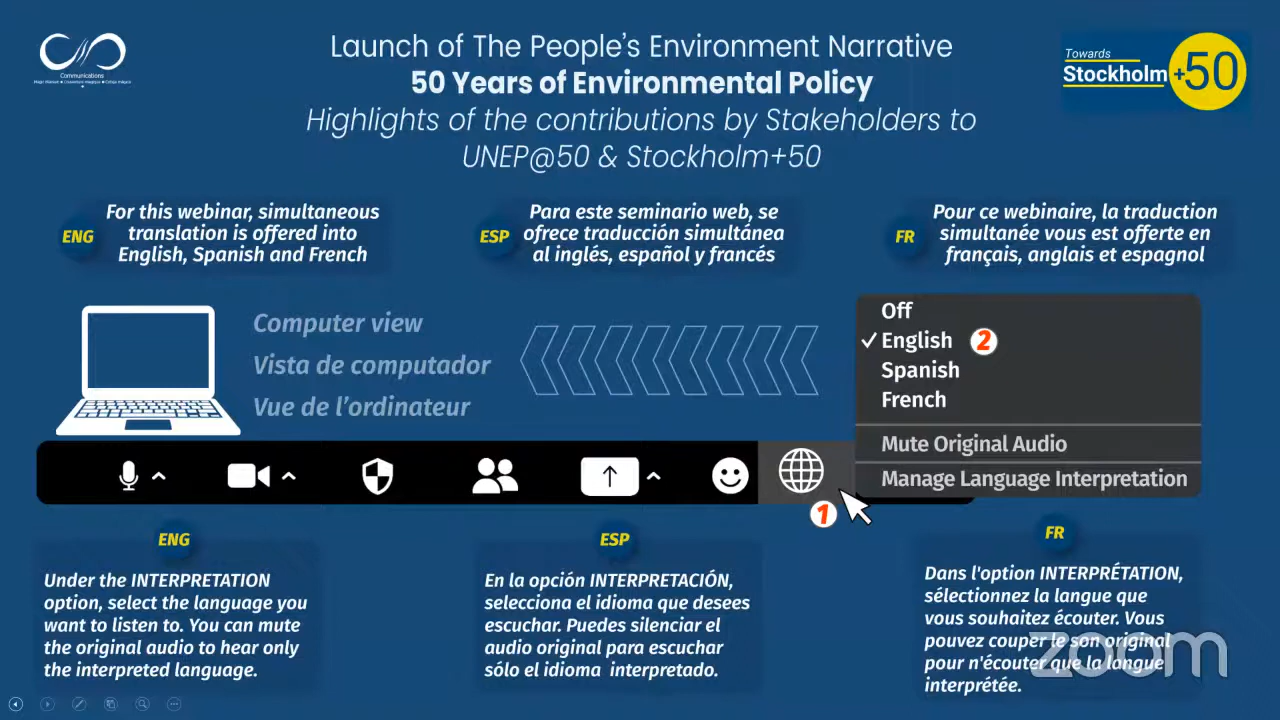 Launch of The People's Environment Narrative
50 Years of Environmental Policy
Highlights of the contributions by Stakeholders to
UNEP@50 & Stockholm+50
Communications
Towards
Stockholm+50
ENG
For this webinar, simultaneous
translation is offered into
English, Spanish and French
ESP
Para este seminario web, se
ofrece traducción simultánea
al inglés, español y francés
FR
Pour ce webinaire, la traduction
simultanée vous est offerte en
français, anglais et espagnol
Computer view
Vista de computador
Vue de l'ordinateur
Off
English 2
Spanish
French
Mute Original Audio
Manage Language Interpretation
1
ENG
Under the INTERPRETATION
option, select the language you
want to listen to. You can mute
the original audio to hear only
the interpreted language.
ESP
En la opción INTERPRETACIÓN,
selecciona el idioma que desees
escuchar. Puedes silenciar el
audio original para escuchar
sólo el idioma interpretado.
FR
Dans l'option INTERPRÉTATION,
sélectionnez la langue que
vous souhaitez écouter. Vous
pouvez couper le son original
pour n'écouter que la langue
interprétée.
zoom